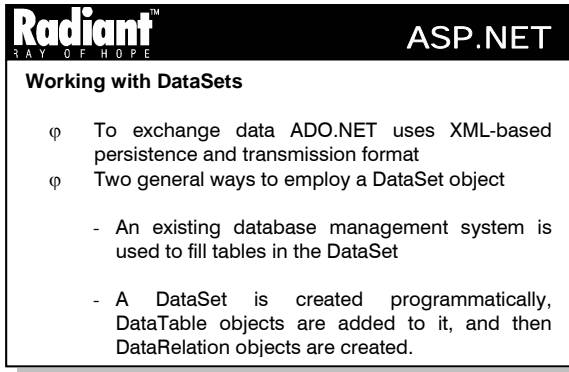 Radiant™
RAY OF HOPE
ASP.NET
Working with DataSets
φ To exchange data ADO.NET uses XML-based
persistence and transmission format
φ Two general ways to employ a DataSet object
- An existing database management system is
used to fill tables in the DataSet
- A DataSet is created programmatically,
DataTable objects are added to it, and then
DataRelation objects are created.